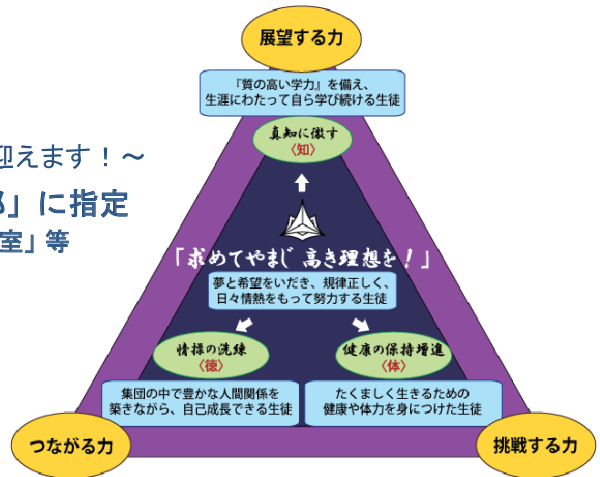 展望する力
『質の高い学力』を備え、
生涯にわたって自ら学び続ける生徒
真知に徹す
〈知〉
迎えます！～
」に指定
室」等
「求めてやまじ 高き理想を！」
夢と希望をいだき、規律正しく、
日々情熱をもって努力する生徒
情操の洗練
〈徳〉
健康の保持増進
〈体〉
集団の中で豊かな人間関係を
築きながら、自己成長できる生徒
たくましく生きるための
健康や体力を身につけた生徒
つながる力
挑戦する力